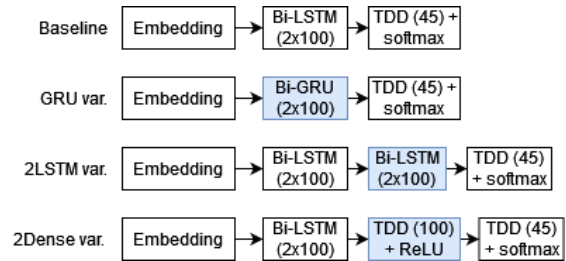 Baseline
Embedding
Bi-LSTM
(2x100)
TDD (45) +
softmax
GRU var.
Embedding
Bi-GRU
(2x100)
TDD (45) +
softmax
2LSTM var.
Embedding
Bi-LSTM
(2x100)
Bi-LSTM
(2x100)
TDD (45)
+ softmax
2Dense var.
Embedding
Bi-LSTM
(2x100)
TDD (100)
+ ReLU
TDD (45)
+ softmax